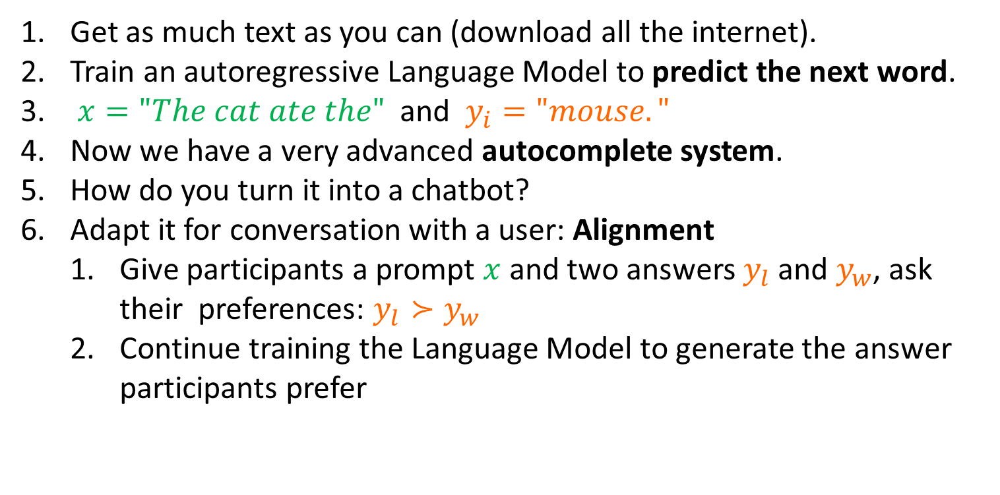 1. Get as much text as you can (download all the internet).
2. Train an autoregressive Language Model to predict the next word.
3. x = "The cat ate the" and yᵢ = "mouse."
4. Now we have a very advanced autocomplete system.
5. How do you turn it into a chatbot?
6. Adapt it for conversation with a user: Alignment
1. Give participants a prompt x and two answers y_l and y_w, ask
their preferences: y_l ≻ y_w
2. Continue training the Language Model to generate the answer
participants prefer